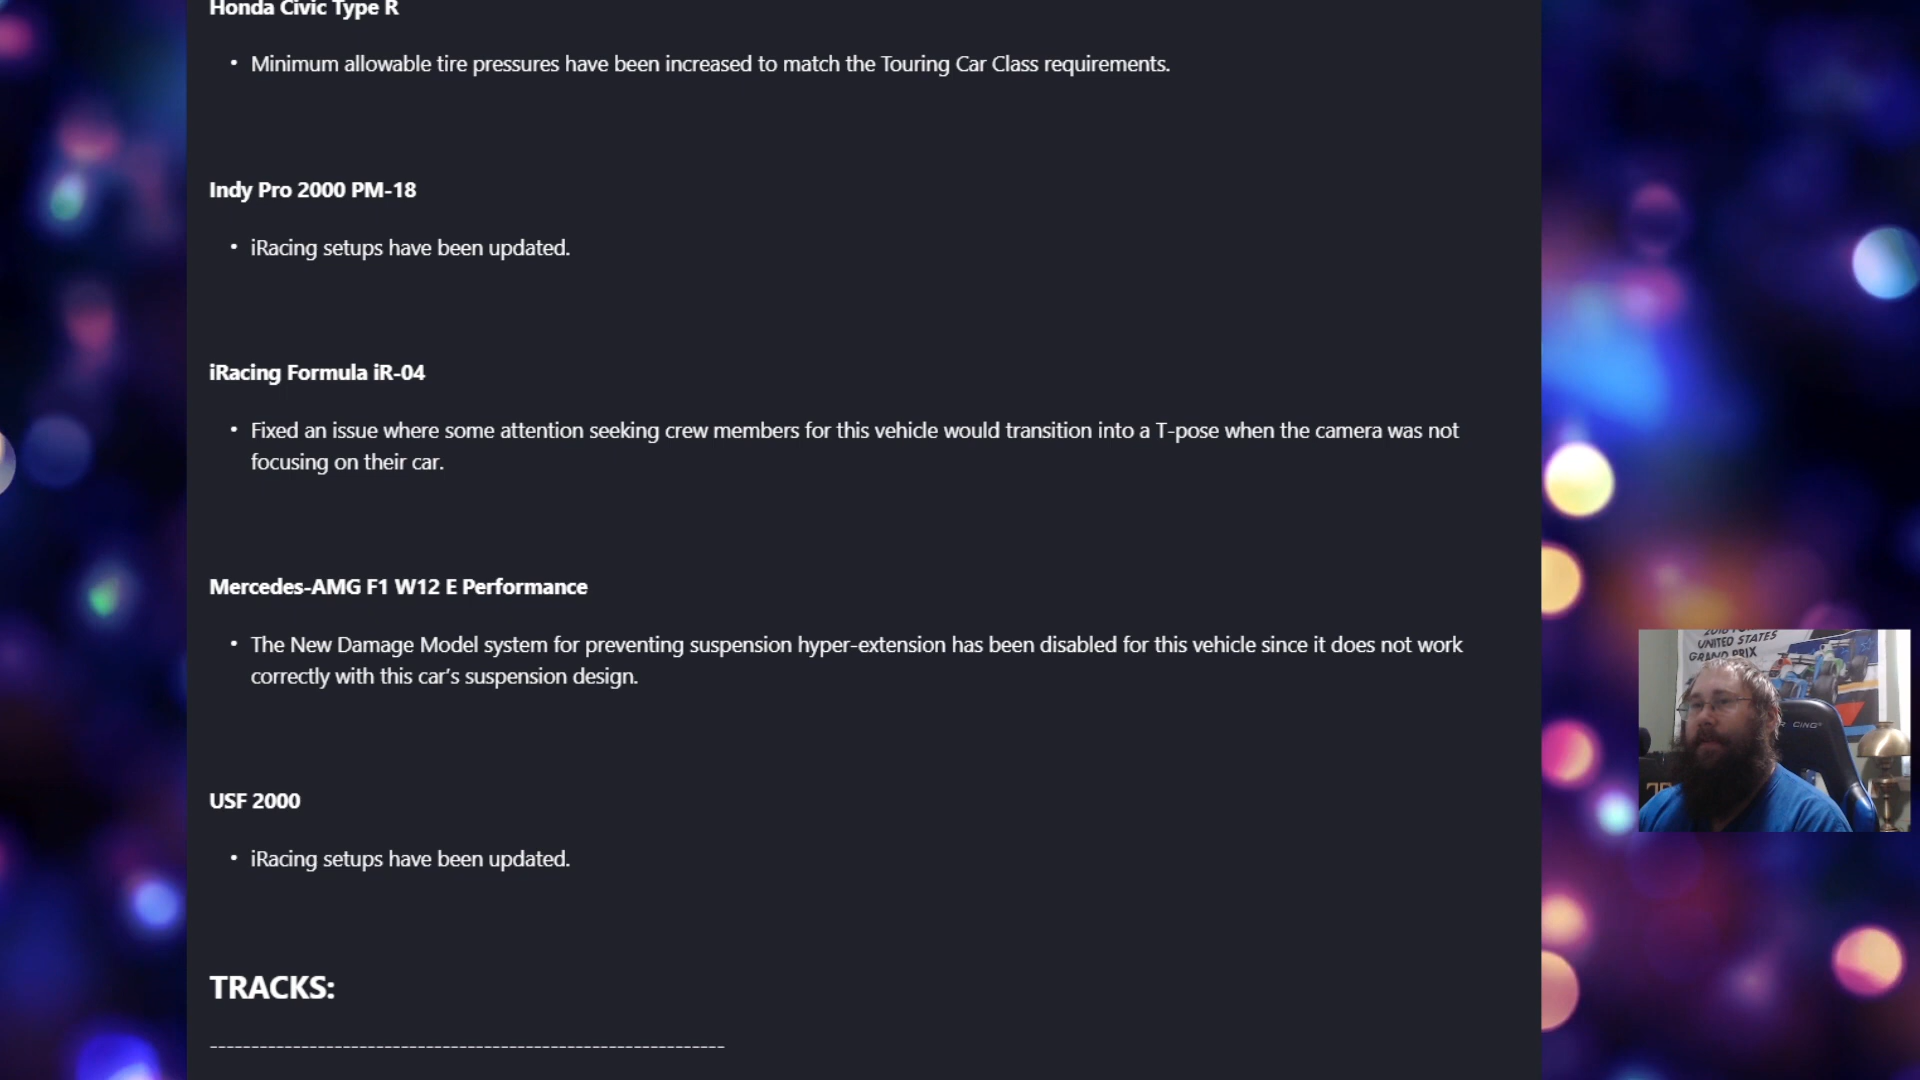 Honda Civic Type R
• Minimum allowable tire pressures have been increased to match the Touring Car Class requirements.
Indy Pro 2000 PM-18
• iRacing setups have been updated.
iRacing Formula iR-04
• Fixed an issue where some attention seeking crew members for this vehicle would transition into a T-pose when the camera was not
focusing on their car.
Mercedes-AMG F1 W12 E Performance
• The New Damage Model system for preventing suspension hyper-extension has been disabled for this vehicle since it does not work
correctly with this car’s suspension design.
USF 2000
• iRacing setups have been updated.
TRACKS:
--------------------------------------------------------------
UNITED STATES
GRAND PRIX
CING